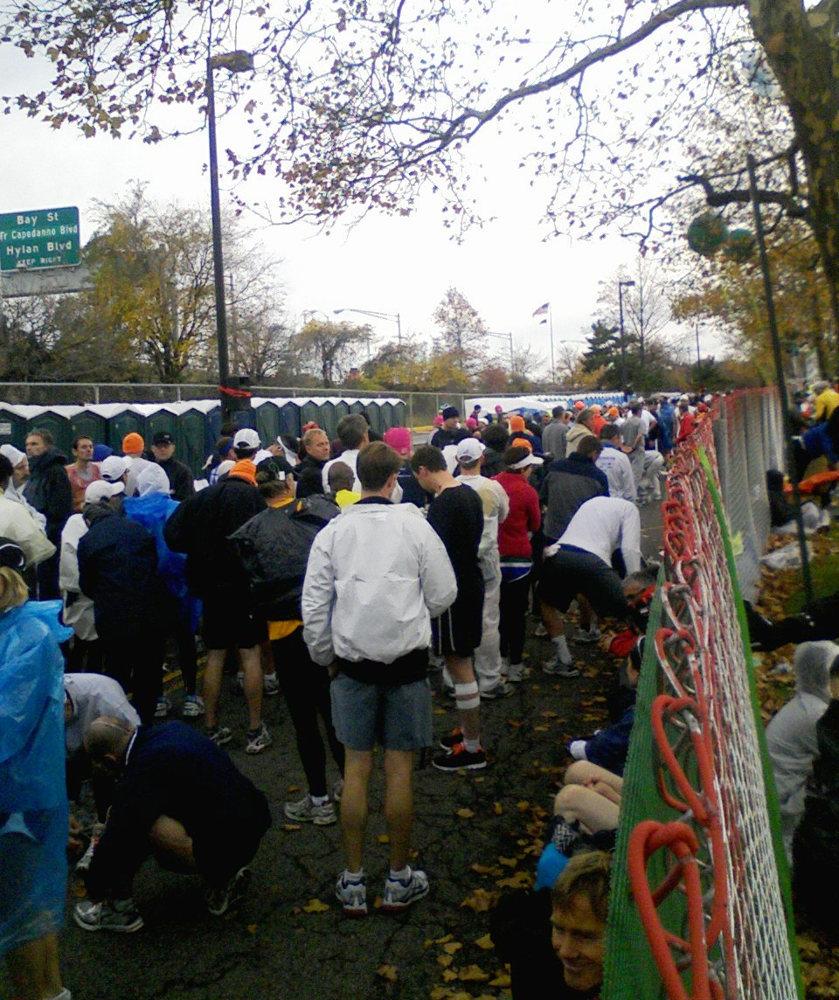 Bay St
Fr Capodanno Blvd
Hylan Blvd
KEEP RIGHT